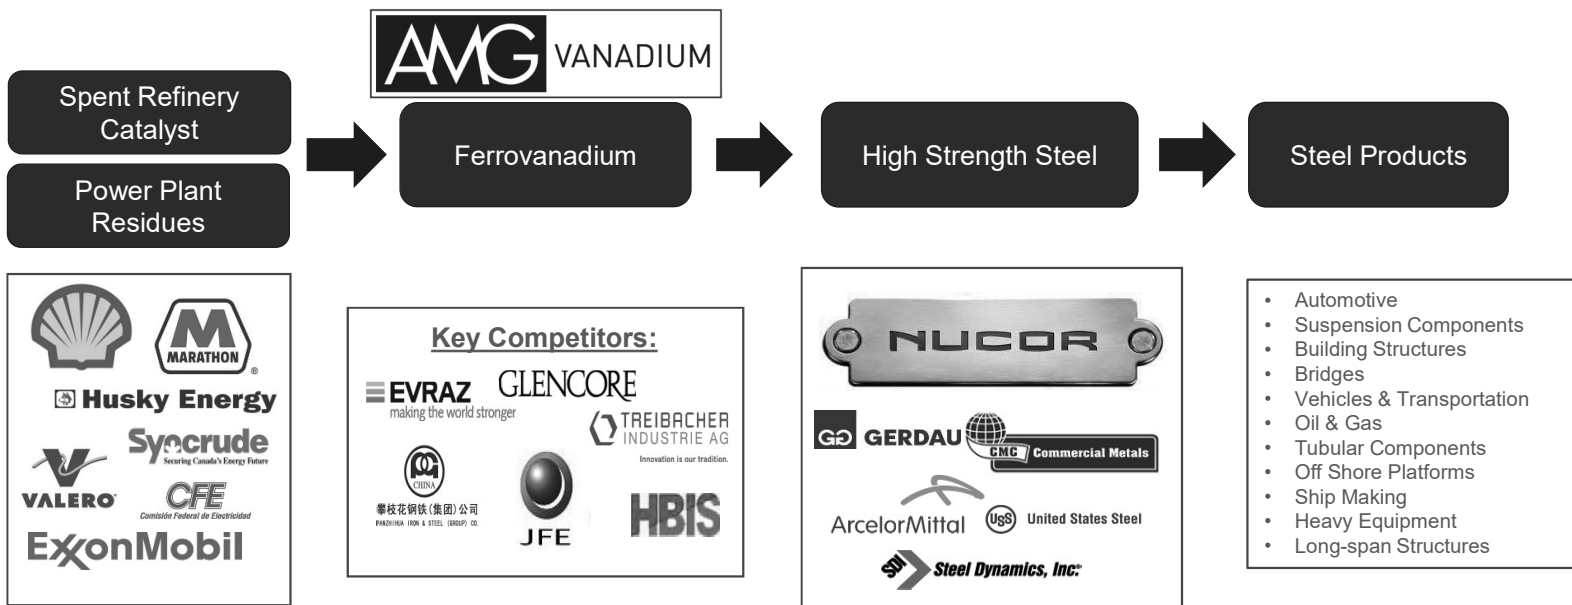 AMG VANADIUM
Spent Refinery
Catalyst
Power Plant
Residues
Ferrovanadium
High Strength Steel
Steel Products
M
MARATHON
®
Husky Energy
Syncrude
Securing Canada's Energy Future
VALERO
CFE
Comisión Federal de Electricidad
ExxonMobil
Key Competitors:
EVRAZ
making the world stronger
GLENCORE
TREIBACHER
INDUSTRIE AG
Innovation is our tradition.
CHINA
攀枝花钢铁(集团)公司
PANZHIHUA IRON & STEEL (GROUP) CO.
JFE
HBIS
NUCOR
GG GERDAU
CMC Commercial Metals
ArcelorMittal
USS United States Steel
SDI Steel Dynamics, Inc.®
• Automotive
• Suspension Components
• Building Structures
• Bridges
• Vehicles & Transportation
• Oil & Gas
• Tubular Components
• Off Shore Platforms
• Ship Making
• Heavy Equipment
• Long-span Structures